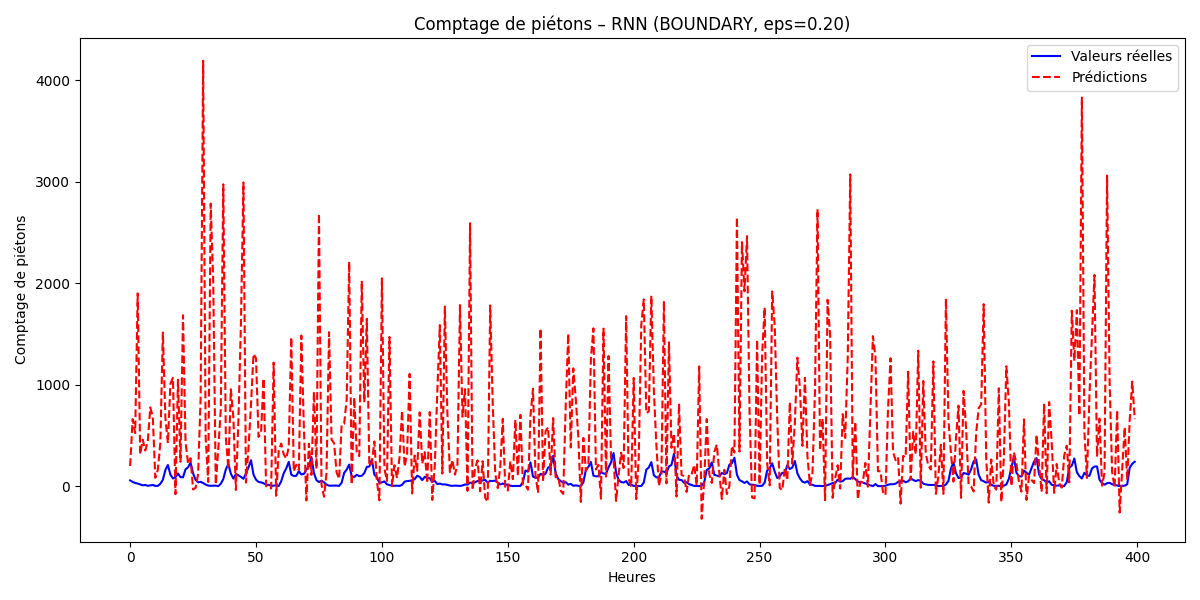 Comptage de piétons – RNN (BOUNDARY, eps=0.20)
Valeurs réelles
Prédictions
Comptage de piétons
4000
3000
2000
1000
0
0 50 100 150 200 250 300 350 400
Heures